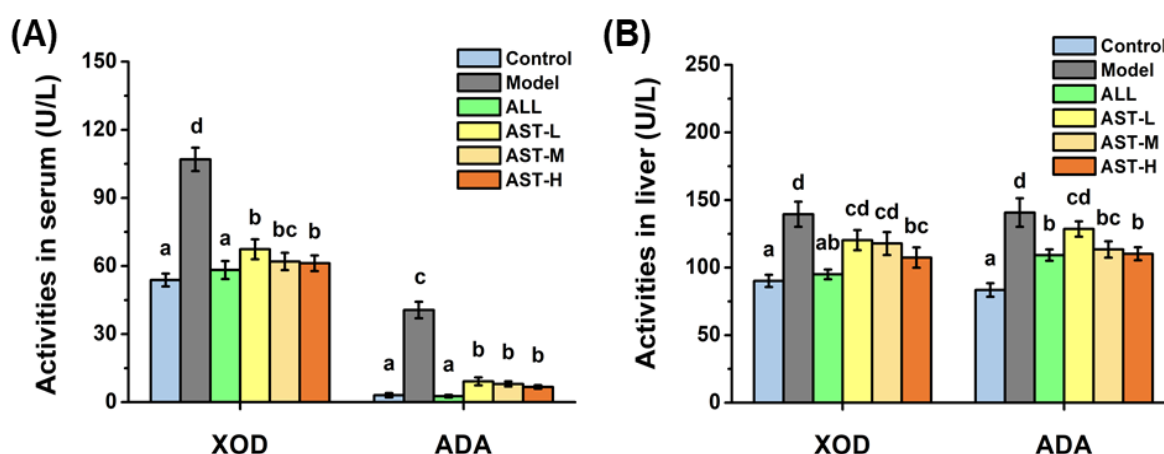 (A)
Activities in serum (U/L)
150
120
90
60
30
0
Control
Model
ALL
AST-L
AST-M
AST-H
a
d
a
b
bc
b
a
c
a
b
b
b
XOD
ADA
(B)
Activities in liver (U/L)
250
200
150
100
50
0
Control
Model
ALL
AST-L
AST-M
AST-H
a
d
ab
cd
cd
bc
a
d
b
cd
bc
b
XOD
ADA